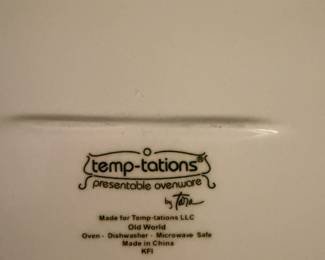 temp-tations®
presentable ovenware
by Tara
Made for Temp-tations LLC
Old World
Oven - Dishwasher - Microwave Safe
Made in China
KFI